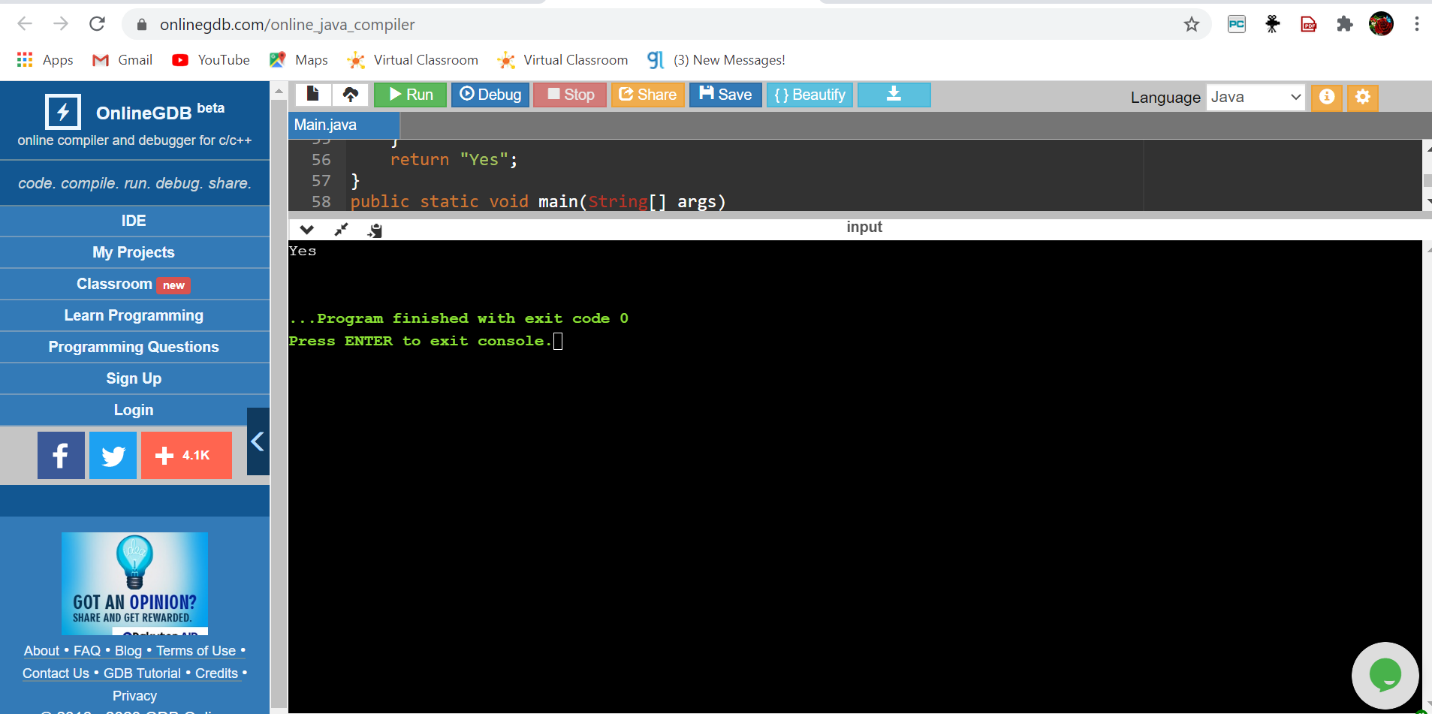 onlinegdb.com/online_java_compiler
PC
PDF
Apps
Gmail
YouTube
Maps
Virtual Classroom
Virtual Classroom
gl
(3) New Messages!
OnlineGDB beta
online compiler and debugger for c/c++
code. compile. run. debug. share.
IDE
My Projects
Classroom new
Learn Programming
Programming Questions
Sign Up
Login
4.1K
GOT AN OPINION?
SHARE AND GET REWARDED.
About • FAQ • Blog • Terms of Use •
Contact Us • GDB Tutorial • Credits •
Privacy
Run
Debug
Stop
Share
Save
{ } Beautify
Language
Java
Main.java
55 }
56 return "Yes";
57 }
58 public static void main(String[] args)
input
Yes
...Program finished with exit code 0
Press ENTER to exit console.